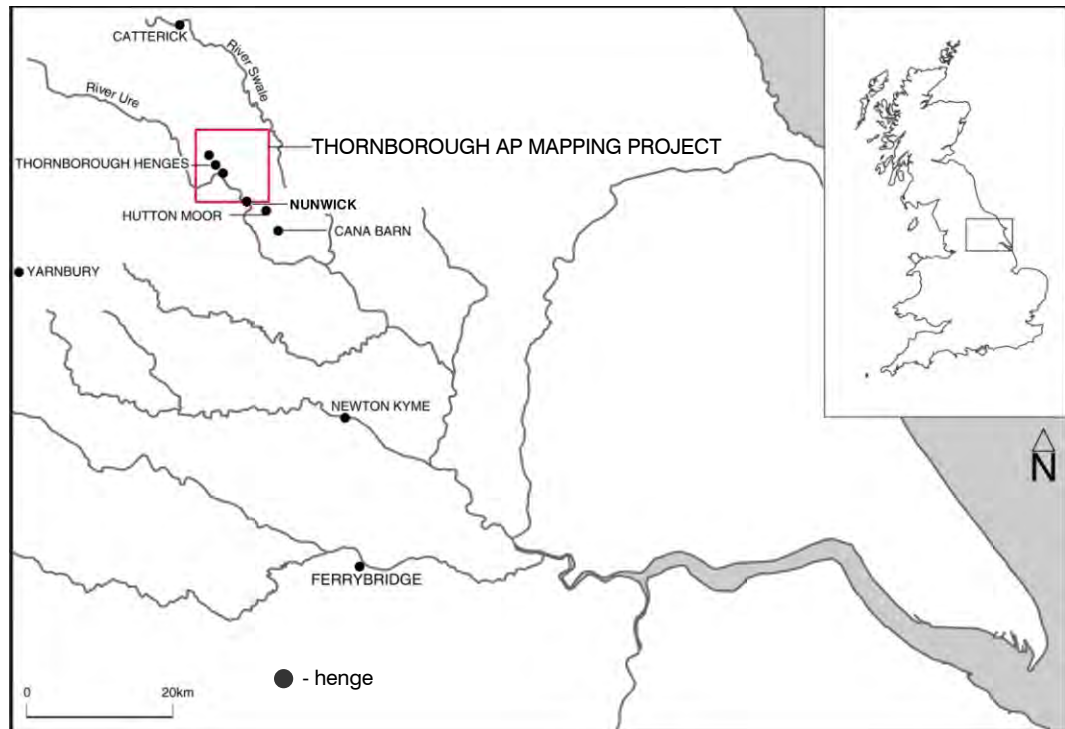 CATTERICK
River Swale
River Ure
THORNBOROUGH AP MAPPING PROJECT
THORNBOROUGH HENGES
NUNWICK
HUTTON MOOR
CANA BARN
YARNBURY
NEWTON KYME
N
FERRYBRIDGE
- henge
0
20km